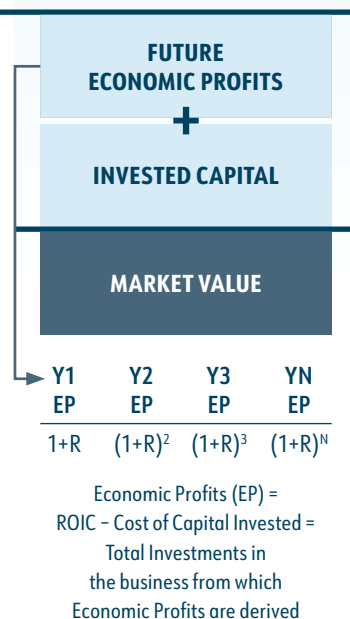 FUTURE
ECONOMIC PROFITS
+
INVESTED CAPITAL
MARKET VALUE
Y1 Y2 Y3 YN
EP EP EP EP
1+R (1+R)² (1+R)³ (1+R)ᴺ
Economic Profits (EP) =
ROIC – Cost of Capital Invested =
Total Investments in
the business from which
Economic Profits are derived